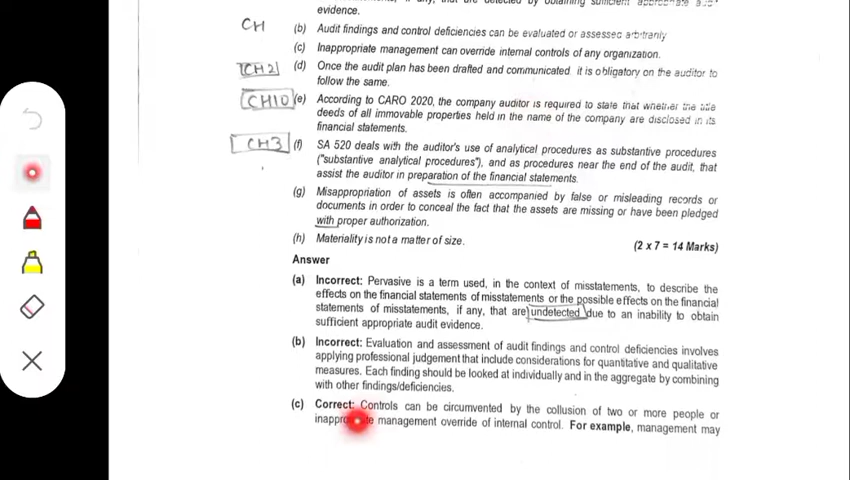 evidence.
CH (b) Audit findings and control deficiencies can be evaluated or assessed arbitrarily
(c) Inappropriate management can override internal controls of any organization.
CH2 (d) Once the audit plan has been drafted and communicated it is obligatory on the auditor to
follow the same.
CH10 (e) According to CARO 2020, the company auditor is required to state that whether the title
deeds of all immovable properties held in the name of the company are disclosed in its
financial statements.
CH3 (f) SA 520 deals with the auditor's use of analytical procedures as substantive procedures
("substantive analytical procedures"), and as procedures near the end of the audit, that
assist the auditor in preparation of the financial statements.
(g) Misappropriation of assets is often accompanied by false or misleading records or
documents in order to conceal the fact that the assets are missing or have been pledged
with proper authorization.
(h) Materiality is not a matter of size. (2 x 7 = 14 Marks)
Answer
(a) Incorrect: Pervasive is a term used, in the context of misstatements, to describe the
effects on the financial statements of misstatements or the possible effects on the financial
statements of misstatements, if any, that are undetected due to an inability to obtain
sufficient appropriate audit evidence.
(b) Incorrect: Evaluation and assessment of audit findings and control deficiencies involves
applying professional judgement that include considerations for quantitative and qualitative
measures. Each finding should be looked at individually and in the aggregate by combining
with other findings/deficiencies.
(c) Correct: Controls can be circumvented by the collusion of two or more people or
inappropriate management override of internal control. For example, management may